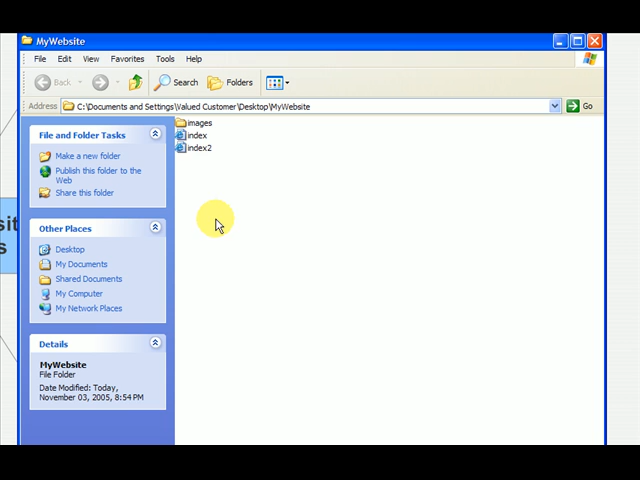 MyWebsite
File Edit View Favorites Tools Help
Back Search Folders
Address C:\Documents and Settings\Valued Customer\Desktop\MyWebsite Go
File and Folder Tasks
Make a new folder
Publish this folder to the
Web
Share this folder
Other Places
Desktop
My Documents
Shared Documents
My Computer
My Network Places
Details
MyWebsite
File Folder
Date Modified: Today,
November 03, 2005, 8:54 PM
images
index
index2